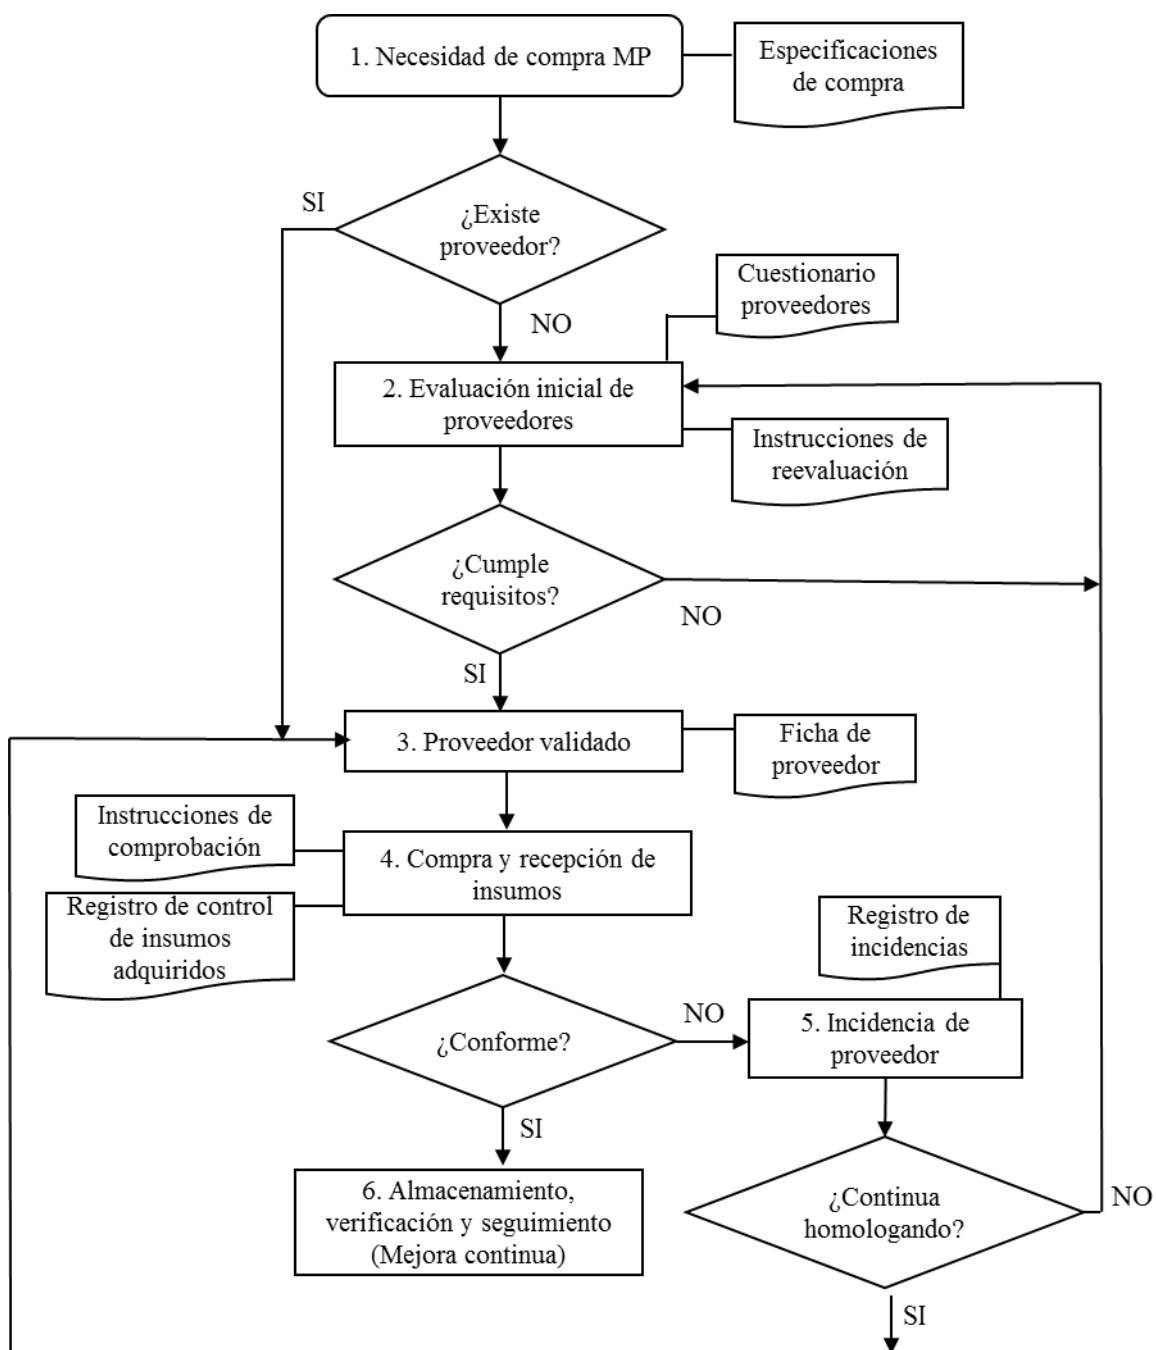 1. Necesidad de compra MP
Especificaciones
de compra
SI
¿Existe
proveedor?
Cuestionario
proveedores
NO
2. Evaluación inicial de
proveedores
Instrucciones de
reevaluación
¿Cumple
requisitos?
NO
SI
3. Proveedor validado
Ficha de
proveedor
Instrucciones de
comprobación
4. Compra y recepción de
insumos
Registro de control
de insumos
adquiridos
Registro de
incidencias
¿Conforme?
NO
5. Incidencia de
proveedor
SI
6. Almacenamiento,
verificación y seguimiento
(Mejora continua)
¿Continua
homologando?
NO
SI